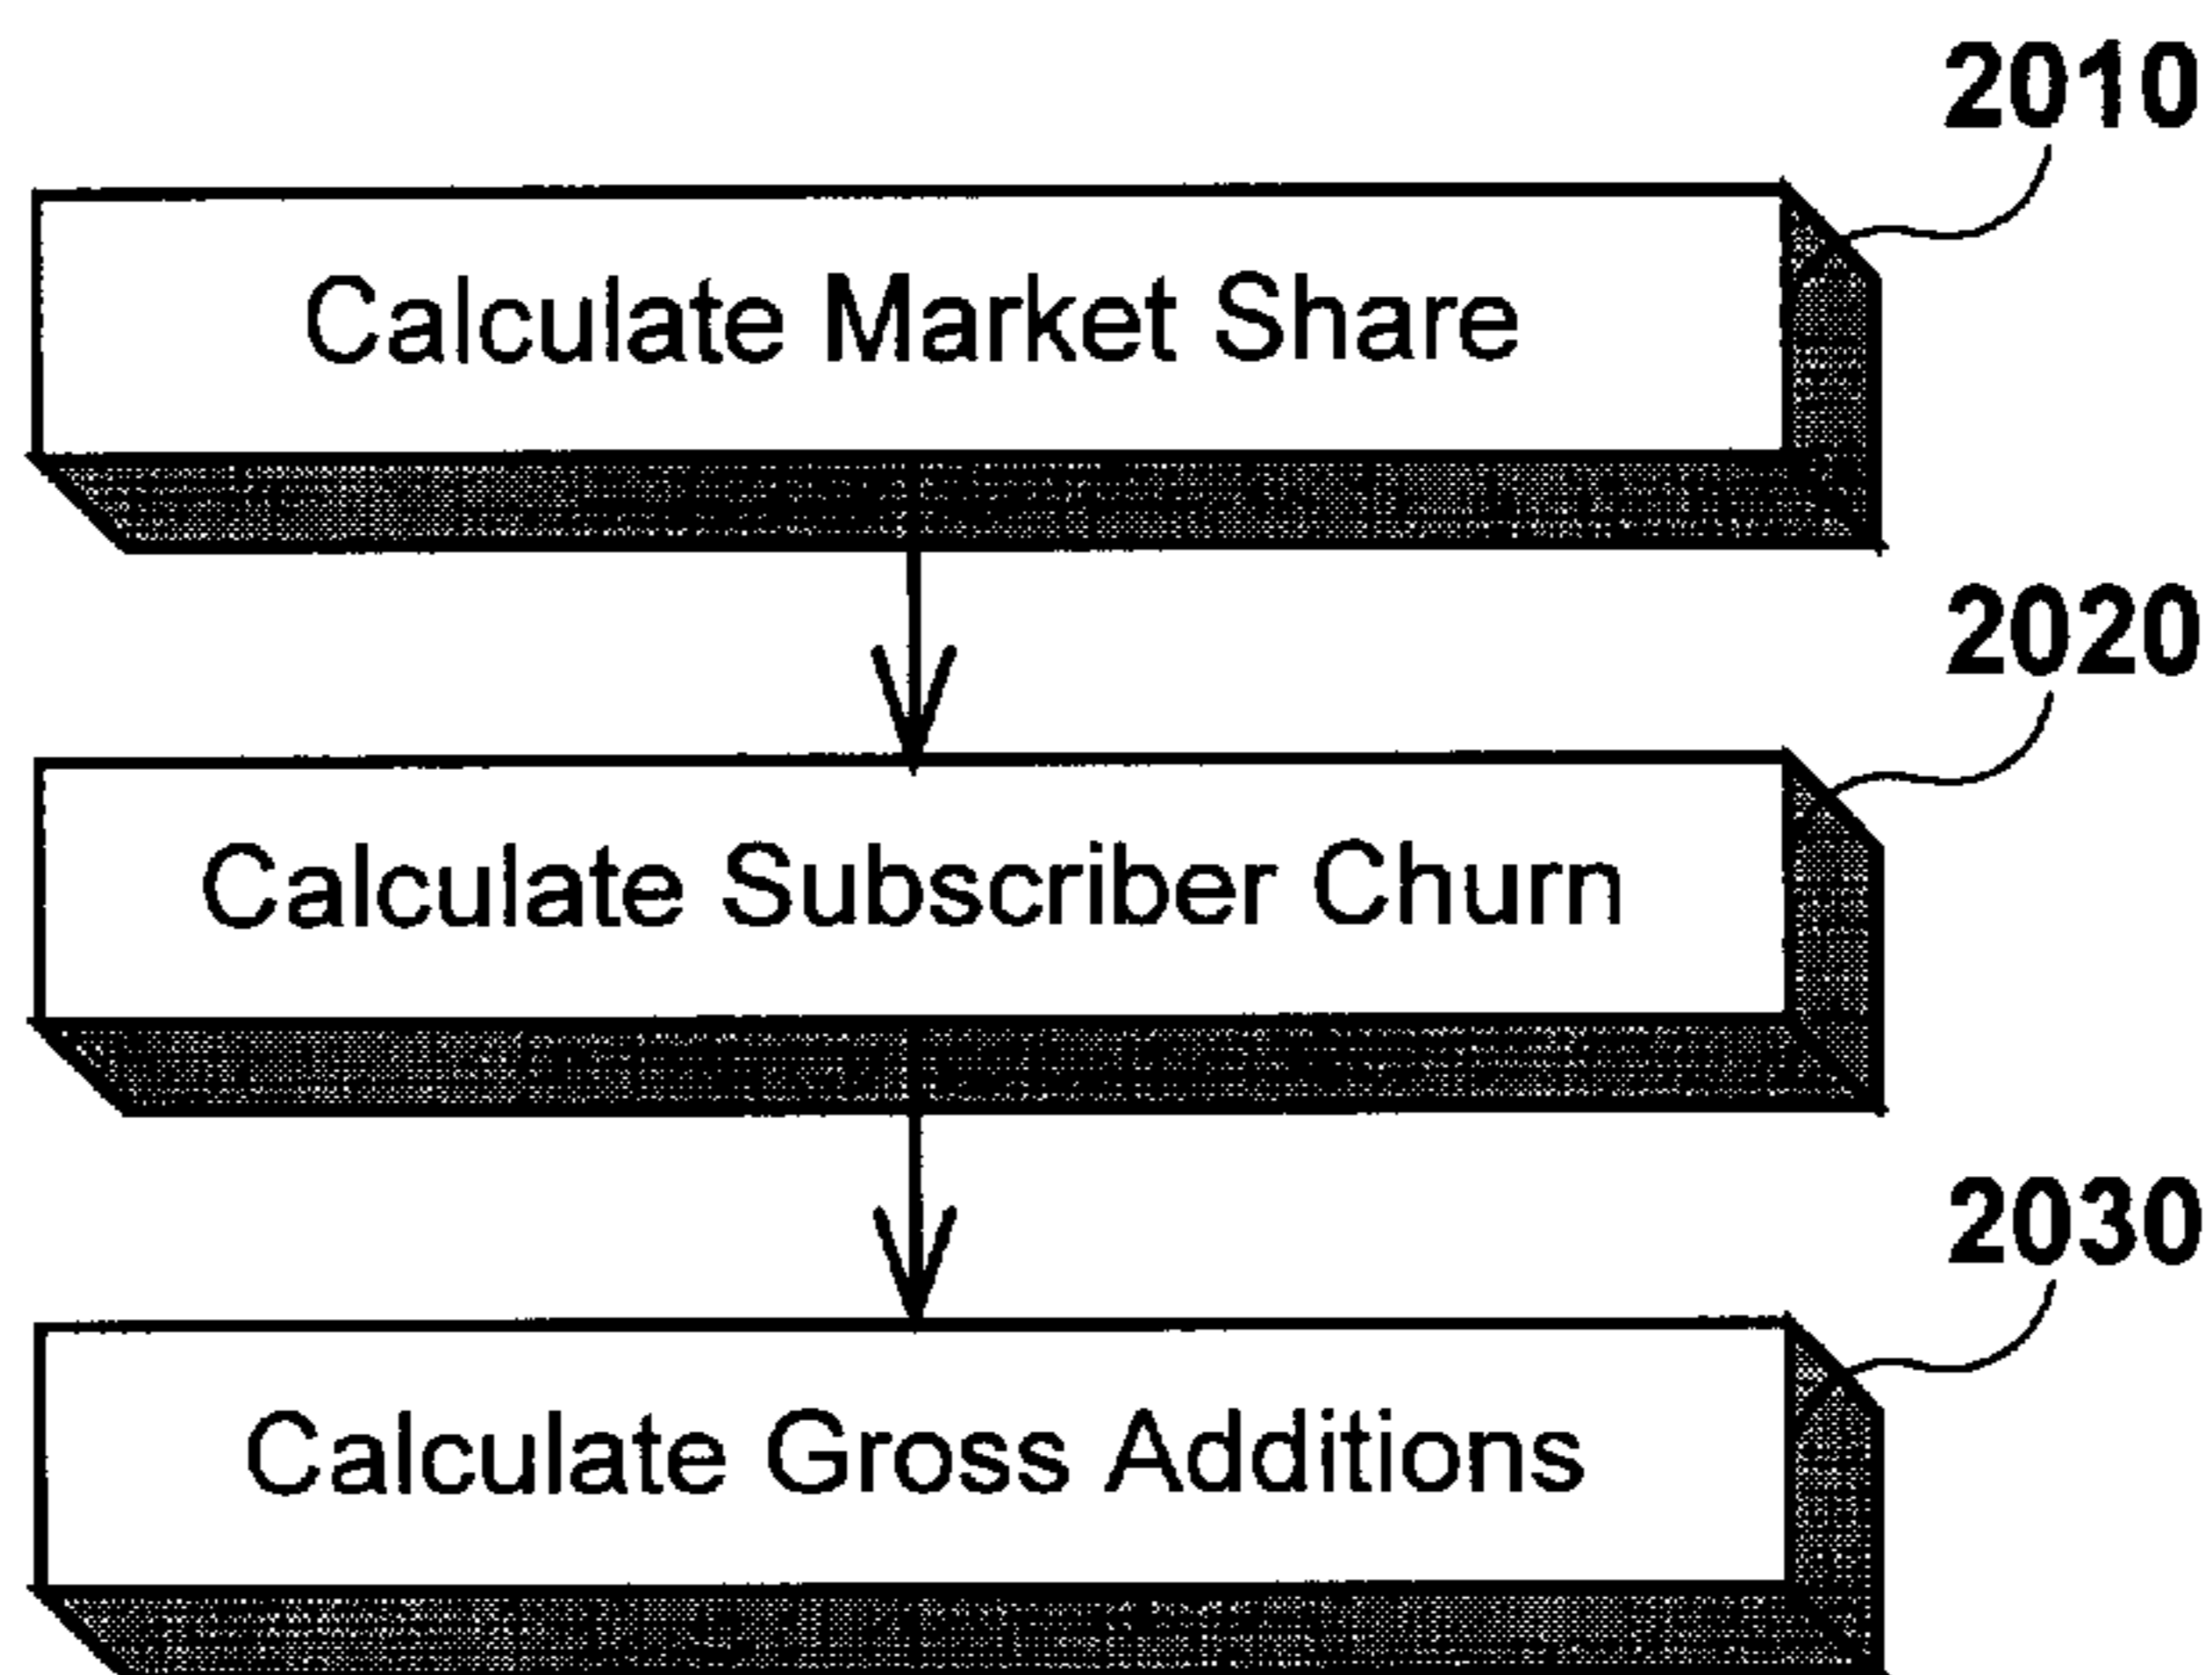 2010
Calculate Market Share
2020
Calculate Subscriber Churn
2030
Calculate Gross Additions